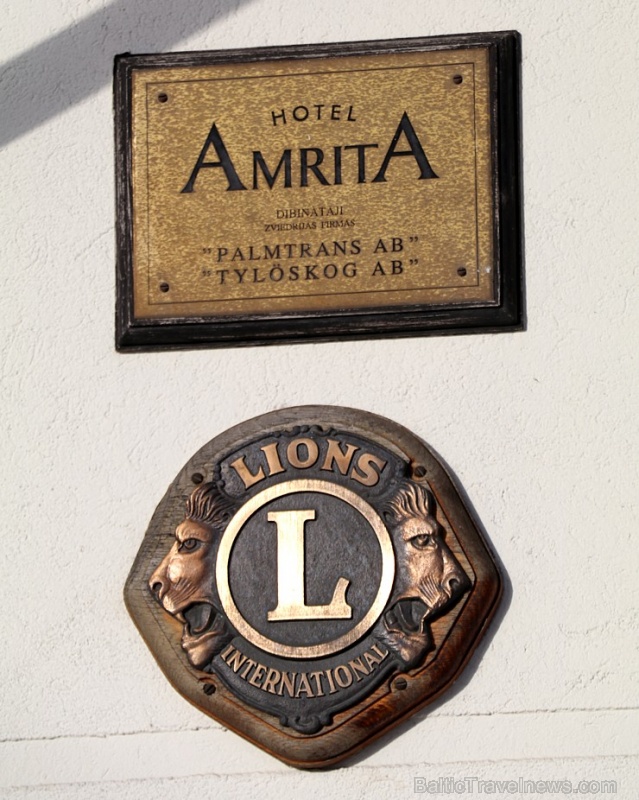 HOTEL
AMRITA
DIBINĀTĀJI
ZVIEDRIJAS FIRMAS
"PALMTRANS AB"
"TYLÖSKOG AB"
LIONS
L
INTERNATIONAL
BalticTravelnews.com